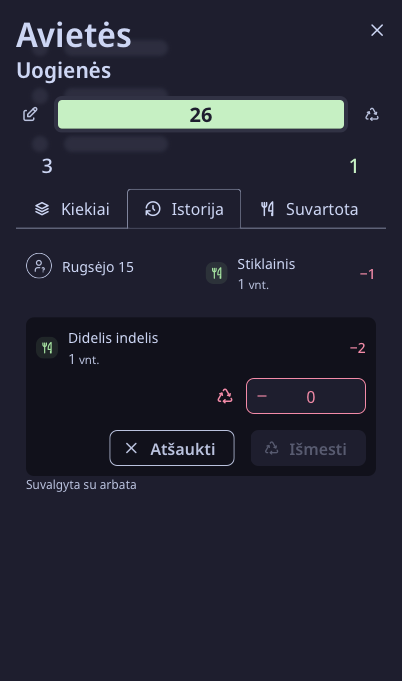 Avietės
Uogienės
26
3
1
Kiekiai
Istorija
Suvartota
Rugsėjo 15
Stiklainis
1 vnt.
−1
Didelis indelis
1 vnt.
−2
− 0
Atšaukti
Išmesti
Suvalgyta su arbata